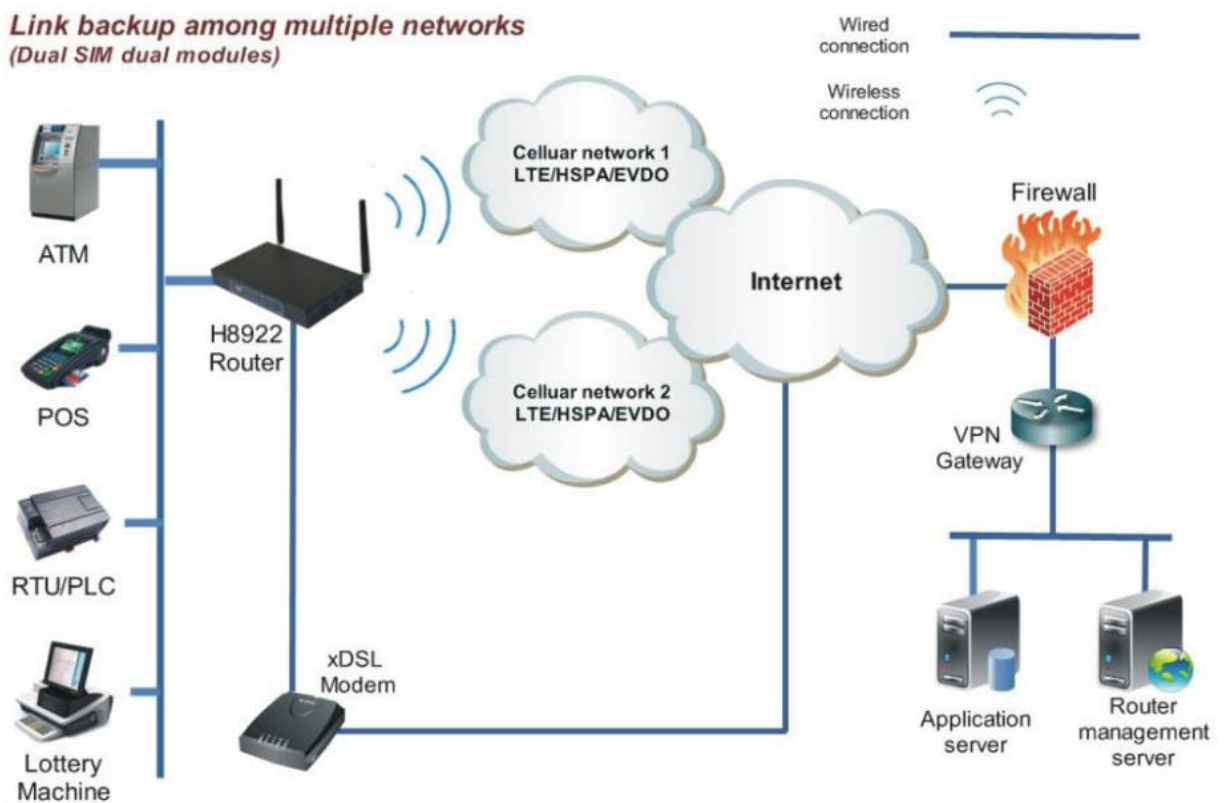 Link backup among multiple networks
(Dual SIM dual modules)
Wired
connection
Wireless
connection
ATM
POS
RTU/PLC
Lottery
Machine
H8922
Router
xDSL
Modem
Celluar network 1
LTE/HSPA/EVDO
Celluar network 2
LTE/HSPA/EVDO
Internet
Firewall
VPN
Gateway
Application
server
Router
management
server